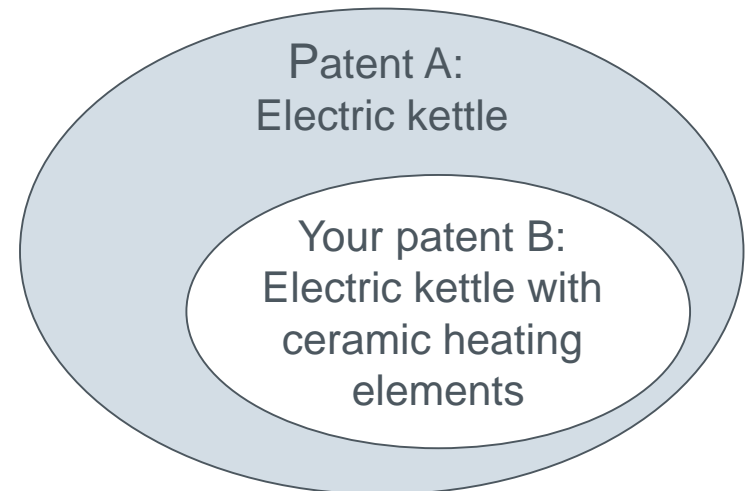 Patent A:
Electric kettle
Your patent B:
Electric kettle with
ceramic heating
elements